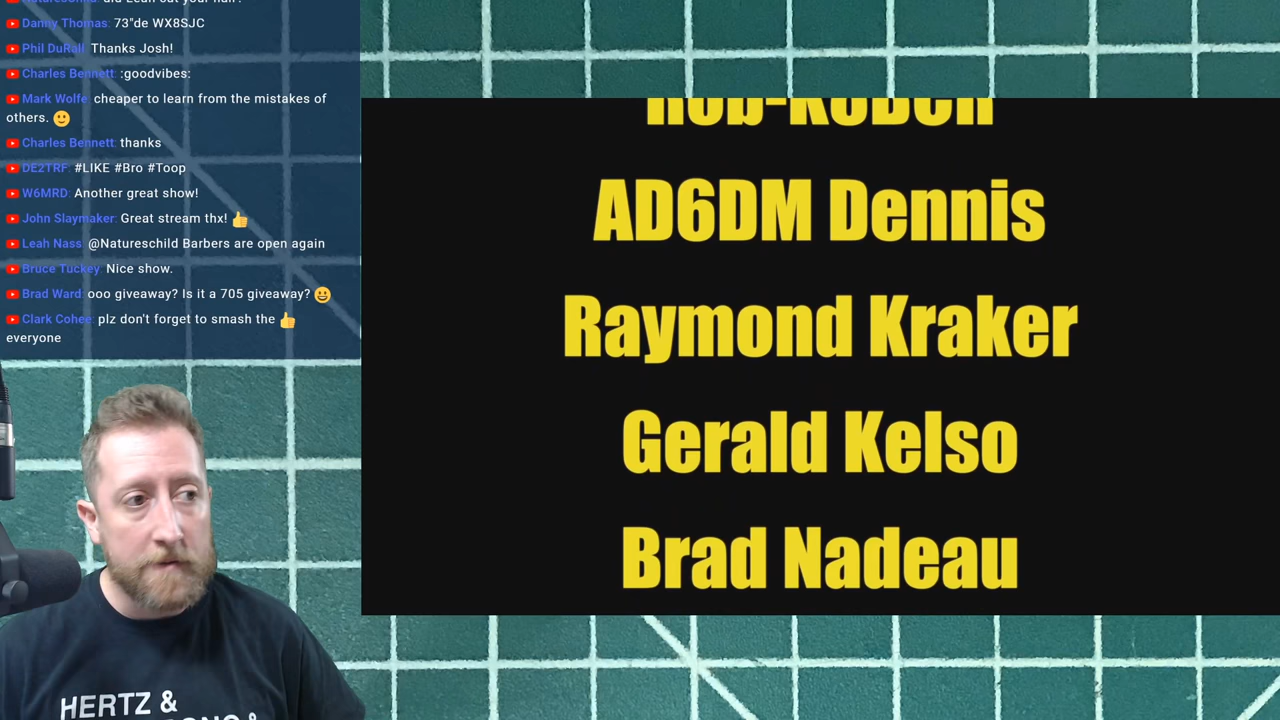 Danny Thomas: 73"de WX8SJC
Phil DuRall: Thanks Josh!
Charles Bennett: :goodvibes:
Mark Wolfe: cheaper to learn from the mistakes of
others. 🙂
Charles Bennett: thanks
DE2TRF: #LIKE #Bro #Toop
W6MRD: Another great show!
John Slaymaker: Great stream thx! 👍
Leah Nass: @Natureschild Barbers are open again
Bruce Tuckey: Nice show.
Brad Ward: ooo giveaway? Is it a 705 giveaway? 😀
Clark Cohee: plz don't forget to smash the 👍
everyone
AD6DM Dennis
Raymond Kraker
Gerald Kelso
Brad Nadeau
HERTZ &